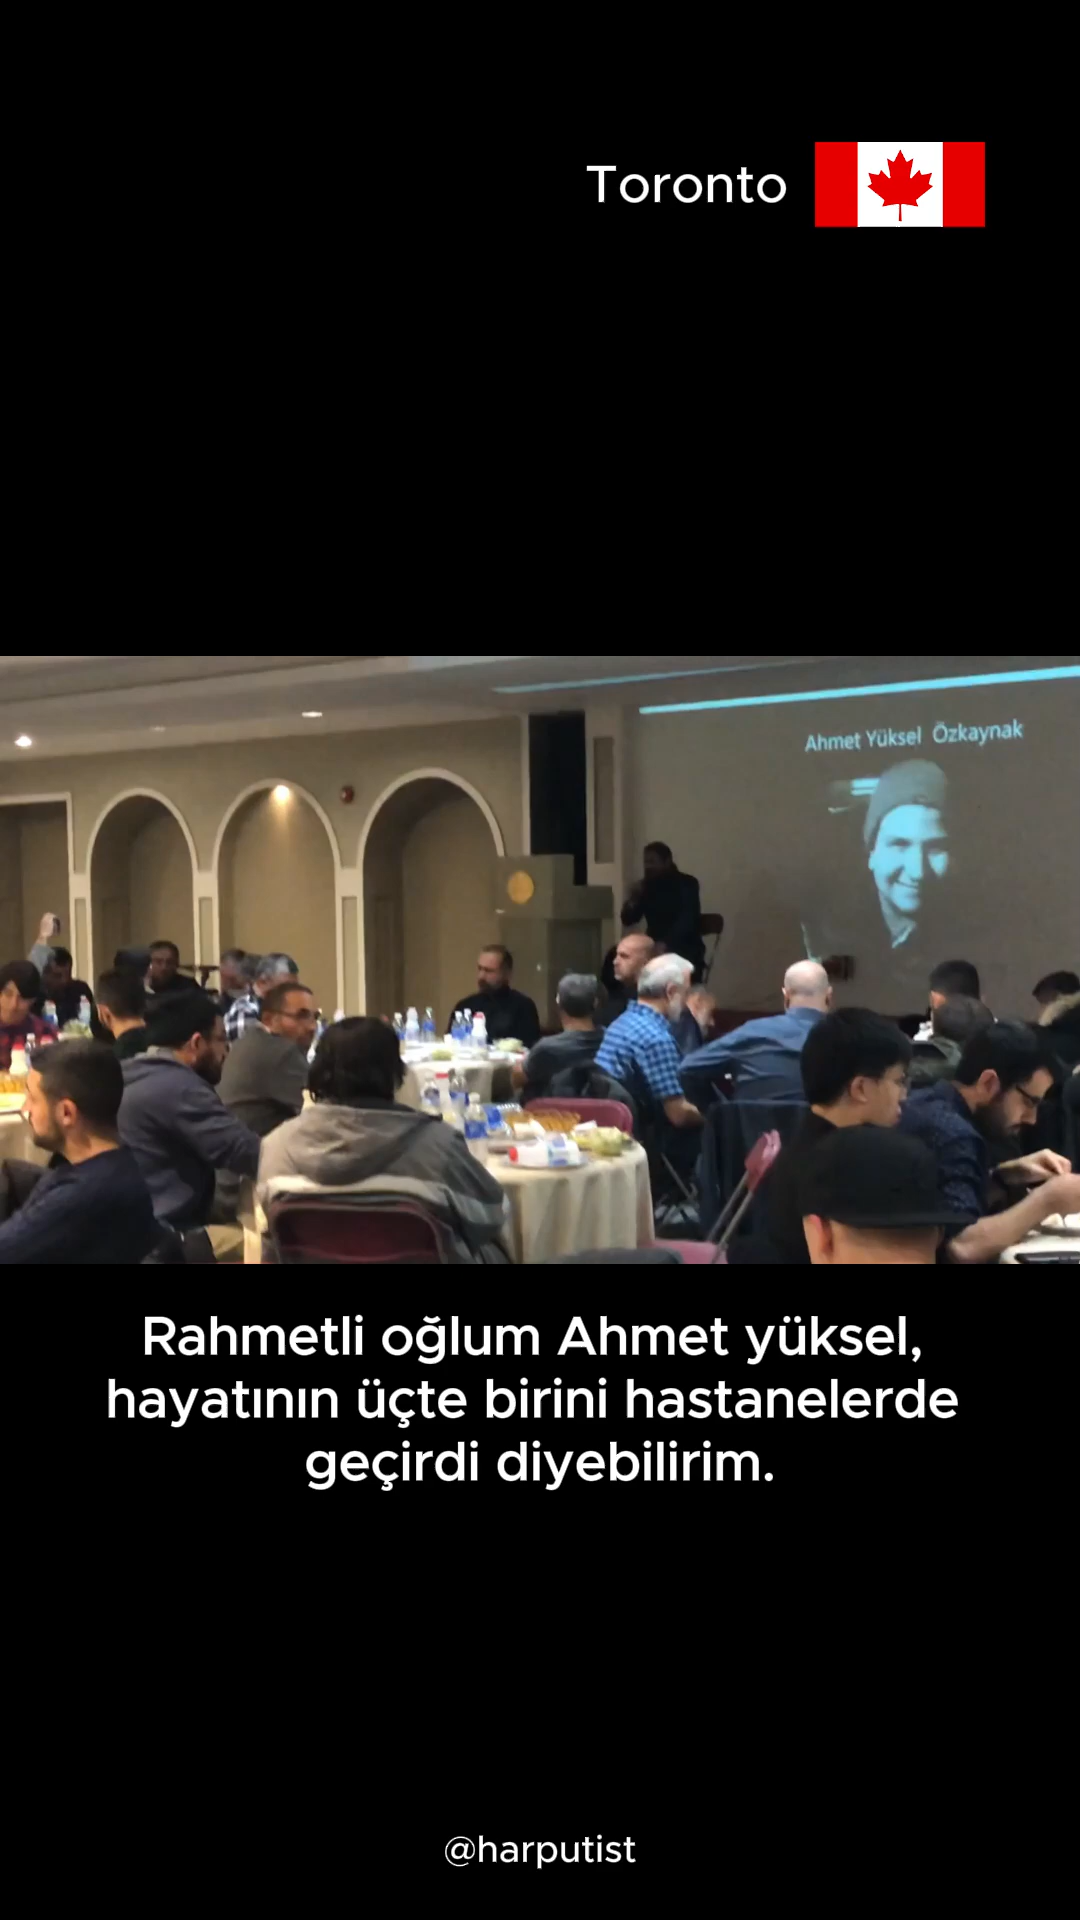 Toronto
Ahmet Yüksel Özkaynak
Rahmetli oğlum Ahmet yüksel,
hayatının üçte birini hastanelerde
geçirdi diyebilirim.
@harputist